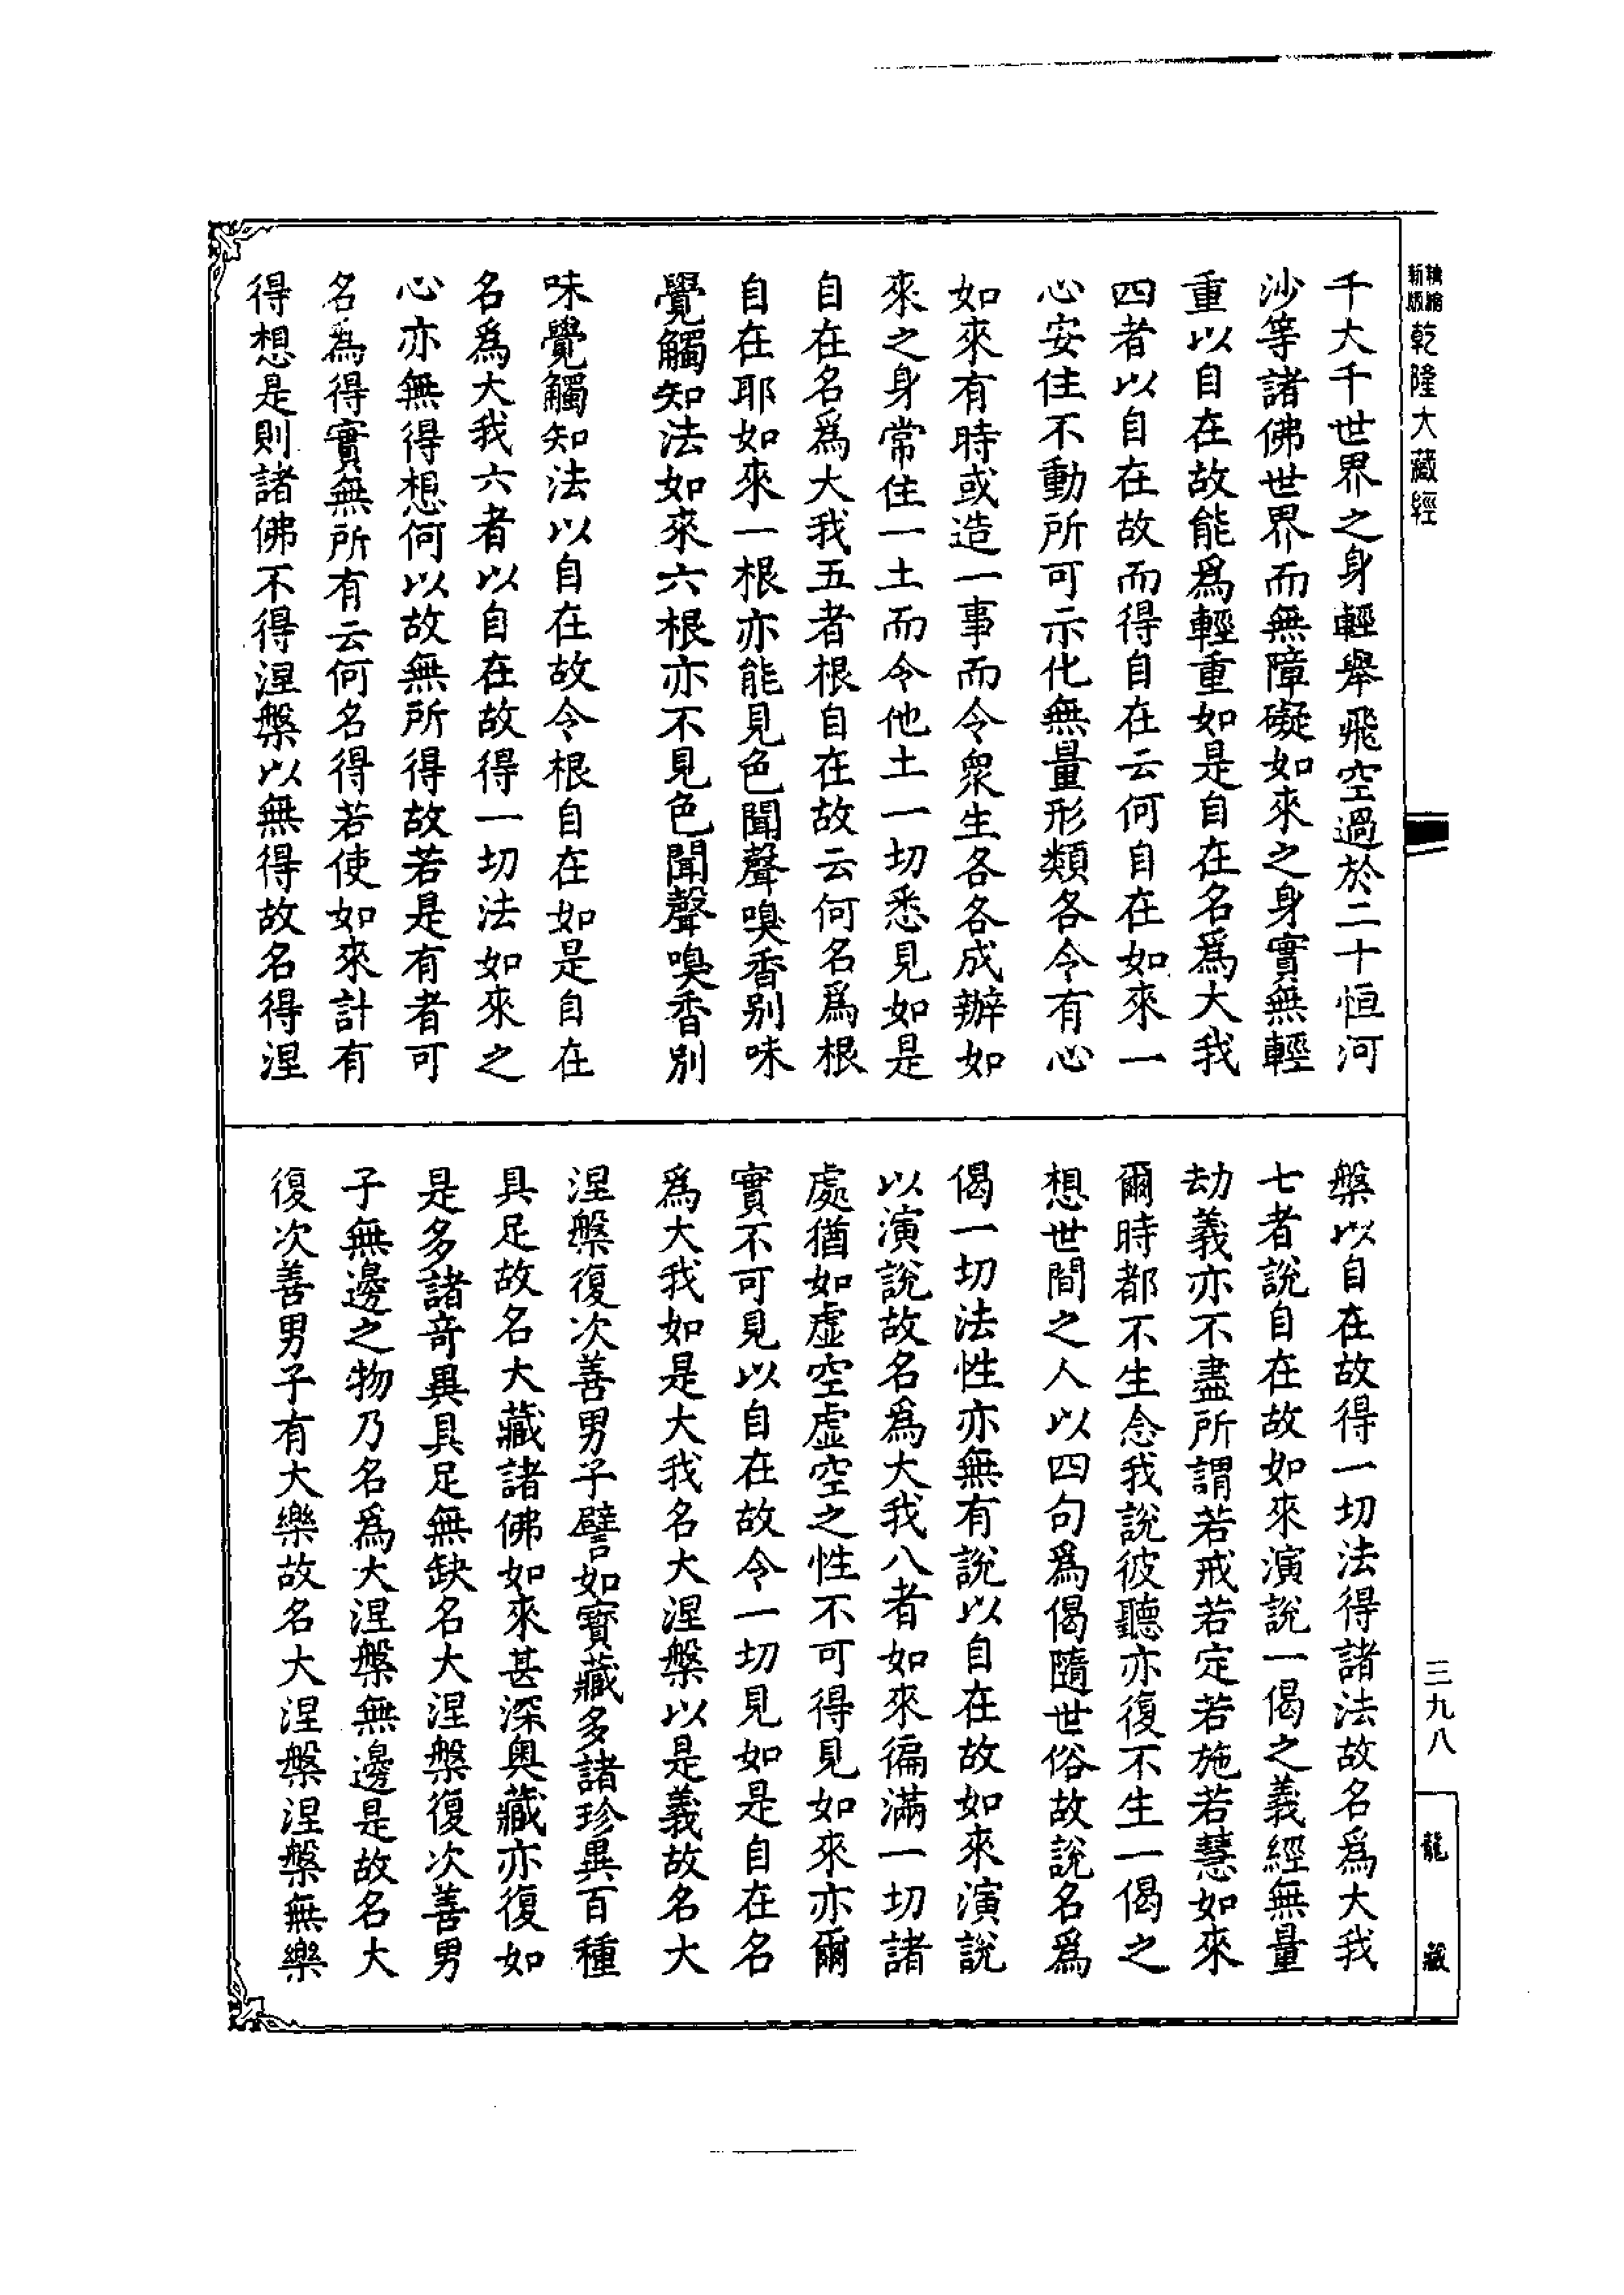 新版
精繪
乾隆大藏經
千大千世界之身輕舉飛空過於二十恒河
沙等諸佛世界而無障礙如來之身實無輕
重以自在故能爲輕重如是自在名爲大我
四者以自在故而得自在云何自在如來一
心安住不動所可示化無量形類各令有心
如來有時或造一事而令衆生各各成辦如
來之身常住一土而令他土一切悉見如是
自在名爲大我五者根自在故云何名爲根
自在耶如來一根亦能見色聞聲嗅香别味
覺觸知法如來六根亦不見色聞聲嗅香别
味覺觸知法以自在故令根自在如是自在
名爲大我六者以自在故得一切法如來之
心亦無得想何以故無所得故若是有者可
名爲得實無所有云何名得若使如來計有
得想是則諸佛不得涅槃以無得故名得涅
槃以自在故得一切法得諸法故名爲大我
七者說自在故如來演說一偈之義經無量
劫義亦不盡所謂若戒若定若施若慧如來
爾時都不生念我說彼聽亦復不生一偈之
想世間之人以四句爲偈隨世俗故說名爲
偈一切法性亦無有說以自在故如來演說
以演說故名爲大我八者如來徧滿一切諸
處猶如虛空虛空之性不可得見如來亦爾
實不可見以自在故令一切見如是自在名
爲大我如是大我名大涅槃以是義故名大
涅槃復次善男子譬如寶藏多諸珍異百種
具足故名大藏諸佛如來甚深奥藏亦復如
是多諸奇異具足無缺名大涅槃復次善男
子無邊之物乃名爲大涅槃無邊是故名大
復次善男子有大樂故名大涅槃涅槃無樂
三九八
龍藏